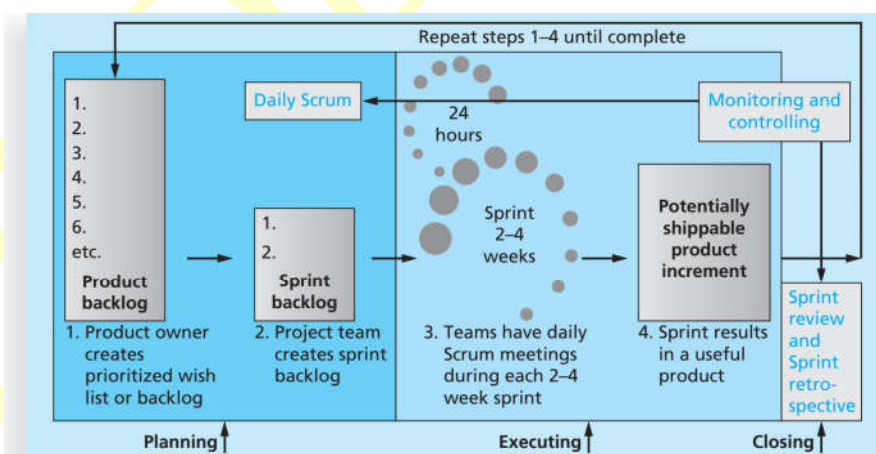 Repeat steps 1–4 until complete
1.
2.
3.
4.
5.
6.
etc.
Product
backlog
Daily Scrum
1.
2.
Sprint
backlog
24
hours
Sprint
2–4
weeks
Monitoring and
controlling
Potentially
shippable
product
increment
1. Product owner
creates
prioritized wish
list or backlog
2. Project team
creates sprint
backlog
3. Teams have daily
Scrum meetings
during each 2–4
week sprint
4. Sprint results
in a useful
product
Sprint
review
and
Sprint
retro-
spective
Planning
Executing
Closing